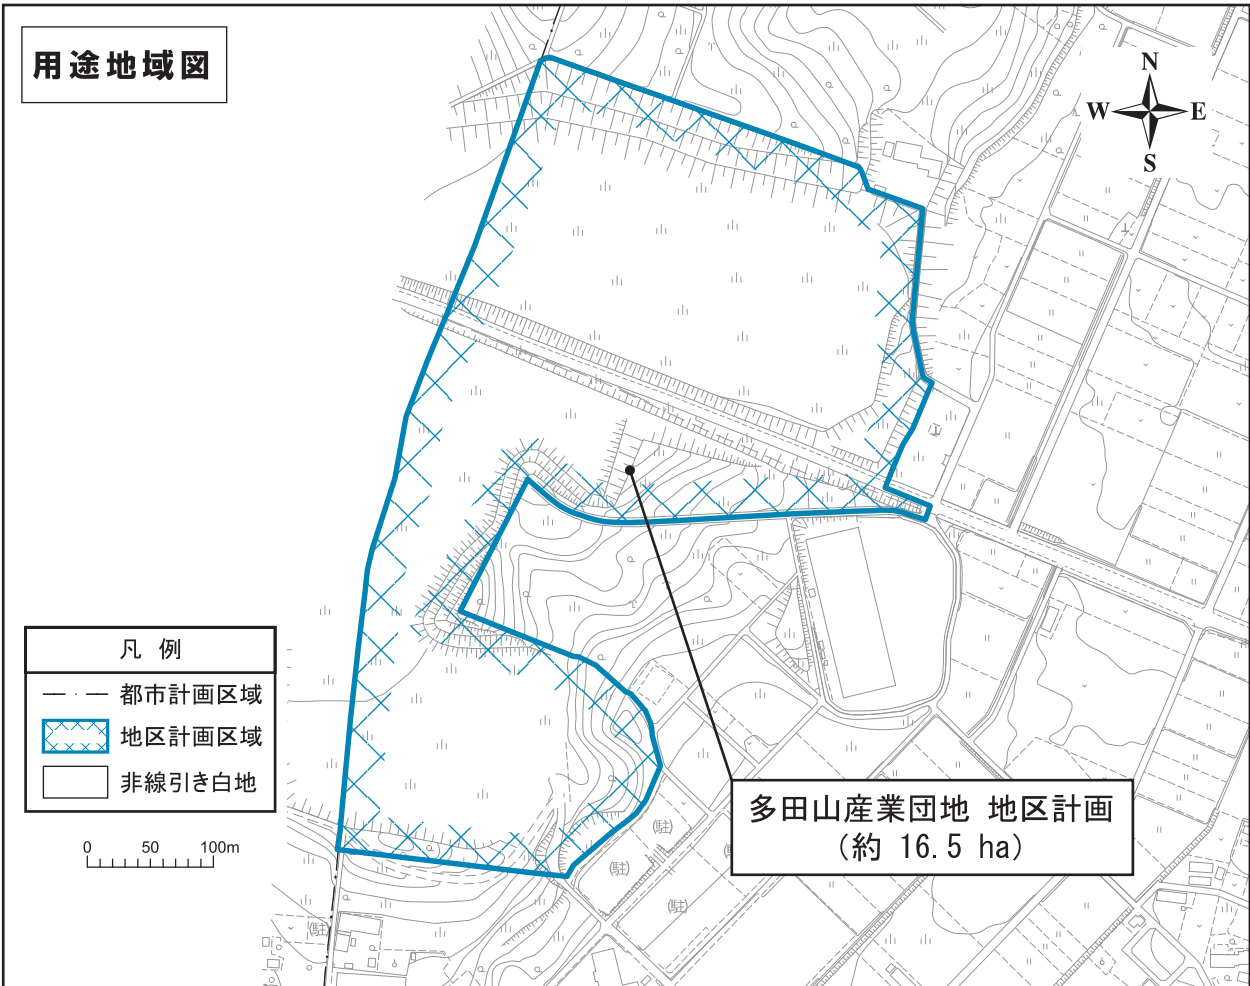 用途地域図
N
W E
S
凡 例
都市計画区域
地区計画区域
非線引き白地
0 50 100m
多田山産業団地 地区計画
(約 16.5 ha)
(駐)
(駐)
(駐)
(駐)